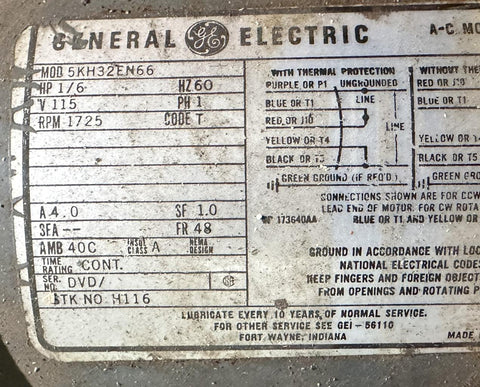 GENERAL GE ELECTRIC A-C. MO
MOD 5KH32EN66
HP 1/6 HZ 60
V 115 PH 1
RPM 1725 CODE T
A 4.0 SF 1.0
SFA -- FR 48
AMB 40C INSUL CLASS A NEMA DESIGN
TIME RATING CONT.
SER. NO. DVD/
STK NO. H116
WITH THERMAL PROTECTION
PURPLE OR P1 UNGROUNDED
BLUE OR T1 LINE
RED OR J10
YELLOW OR T4
BLACK OR T5
LINE
GREEN GROUND (IF REQ'D.)
WITHOUT THE
RED OR J10
BLUE OR T1
YELLOW OR
BLACK OR T5
GREEN GROU
CONNECTIONS SHOWN ARE FOR CCW
LEAD END OF MOTOR. FOR CW ROTA
NP 173640AA BLUE OR T1 AND YELLOW OR
GROUND IN ACCORDANCE WITH LOC
NATIONAL ELECTRICAL CODES
KEEP FINGERS AND FOREIGN OBJECT
FROM OPENINGS AND ROTATING P
LUBRICATE EVERY 10 YEARS, OF NORMAL SERVICE.
FOR OTHER SERVICE SEE GEI-56110
FORT WAYNE, INDIANA MADE